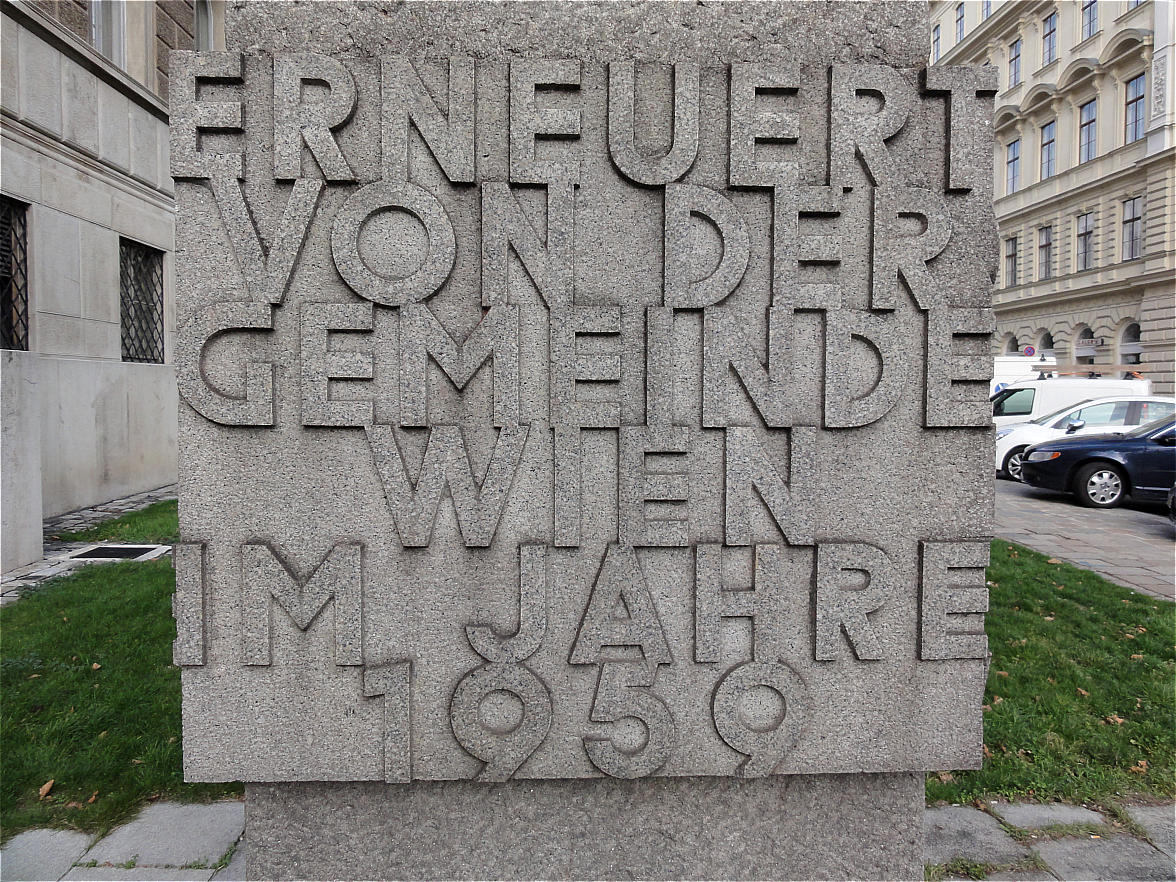 ERNEUERT
VON DER
GEMEINDE
WIEN
IM JAHRE
1959